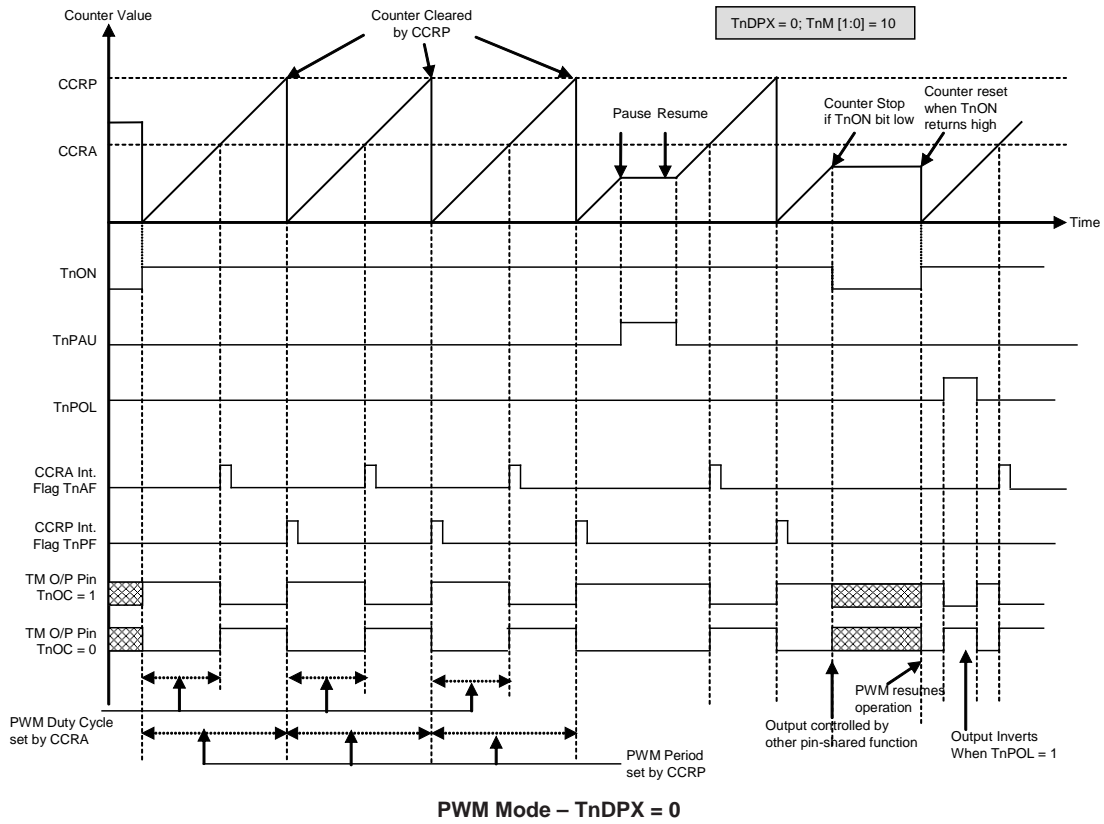 Counter Value
Counter Cleared
by CCRP
TnDPX = 0; TnM [1:0] = 10
CCRP
CCRA
Pause Resume
Counter Stop
if TnON bit low
Counter reset
when TnON
returns high
Time
TnON
TnPAU
TnPOL
CCRA Int.
Flag TnAF
CCRP Int.
Flag TnPF
TM O/P Pin
TnOC = 1
TM O/P Pin
TnOC = 0
PWM Duty Cycle
set by CCRA
PWM Period
set by CCRP
Output controlled by
other pin-shared function
PWM resumes
operation
Output Inverts
When TnPOL = 1
PWM Mode – TnDPX = 0